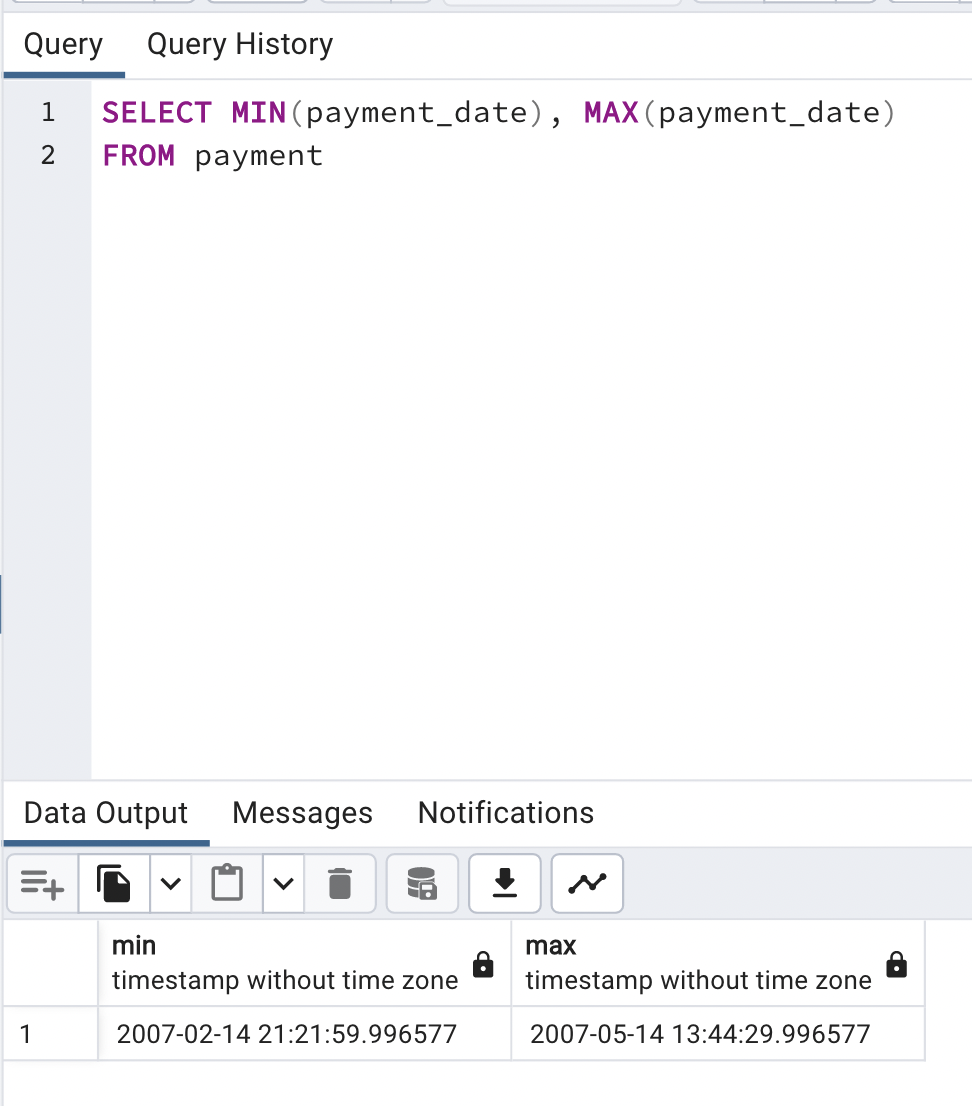 Query Query History
1 SELECT MIN(payment_date), MAX(payment_date)
2 FROM payment
Data Output Messages Notifications
min max
timestamp without time zone timestamp without time zone
1 2007-02-14 21:21:59.996577 2007-05-14 13:44:29.996577